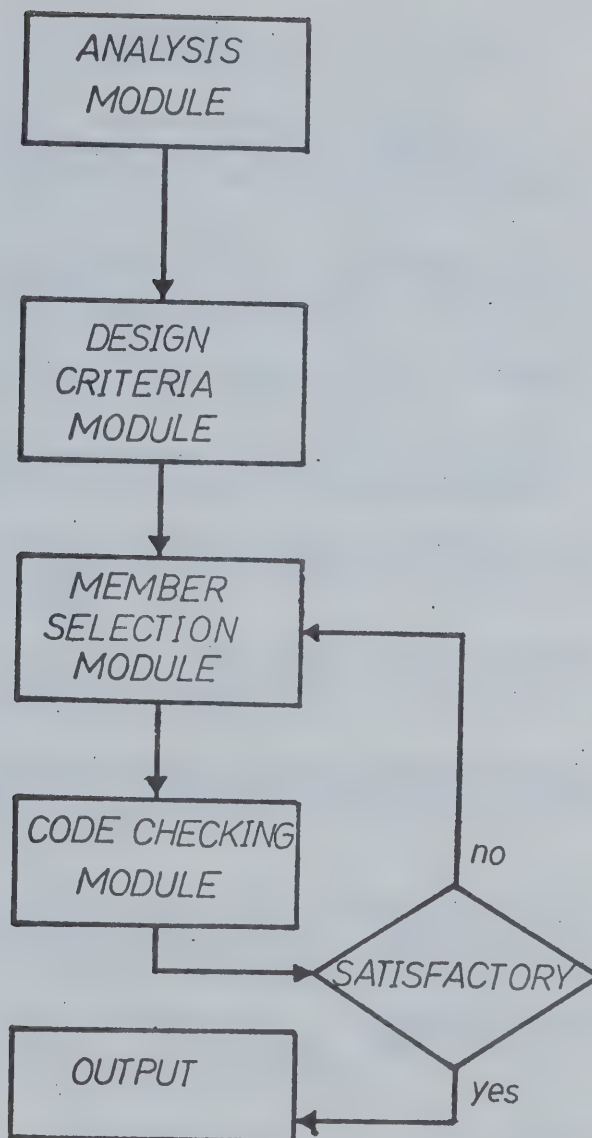 ANALYSIS
MODULE
DESIGN
CRITERIA
MODULE
MEMBER
SELECTION
MODULE
CODE CHECKING
MODULE
no
SATISFACTORY
OUTPUT
yes